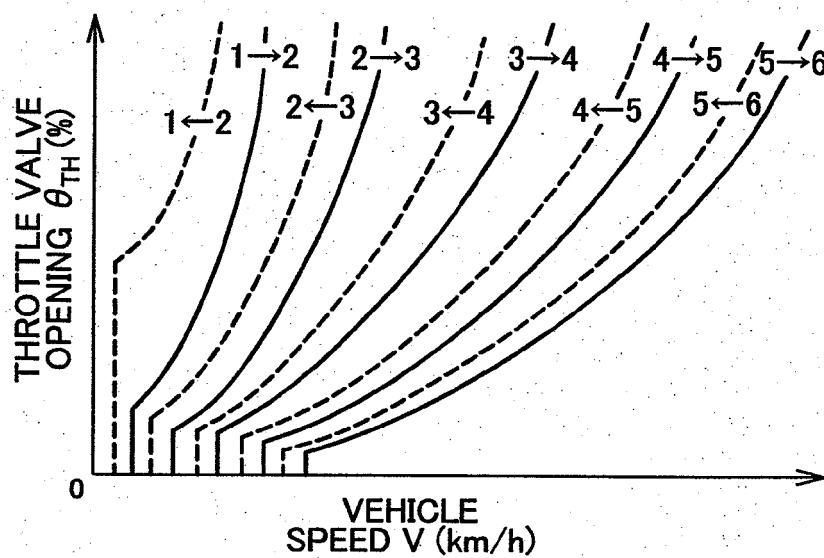 1→2
2→3
3→4
4→5
5→6
1←2
2←3
3←4
4←5
5←6
THROTTLE VALVE
OPENING θTH (%)
0
VEHICLE
SPEED V (km/h)